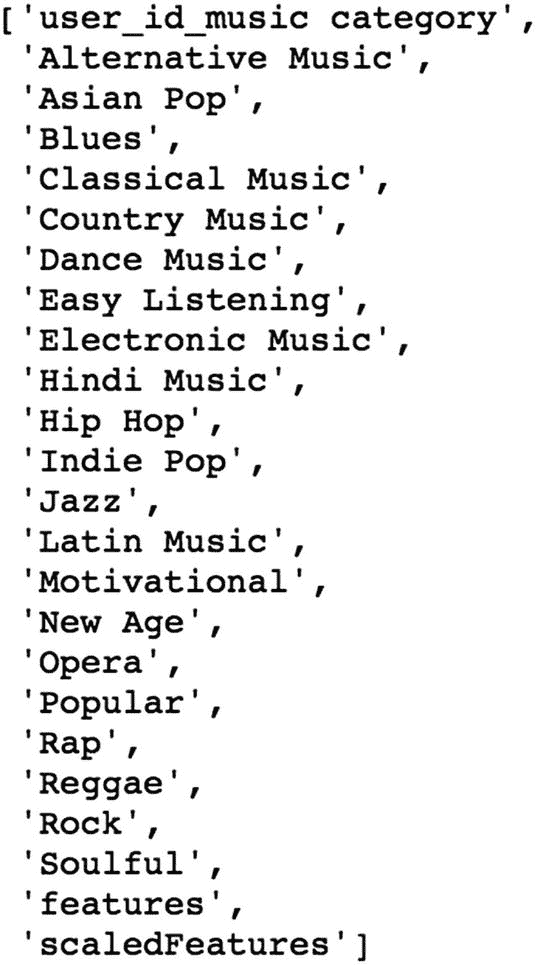 ['user_id_music category',
'Alternative Music',
'Asian Pop',
'Blues',
'Classical Music',
'Country Music',
'Dance Music',
'Easy Listening',
'Electronic Music',
'Hindi Music',
'Hip Hop',
'Indie Pop',
'Jazz',
'Latin Music',
'Motivational',
'New Age',
'Opera',
'Popular',
'Rap',
'Reggae',
'Rock',
'Soulful',
'features',
'scaledFeatures']